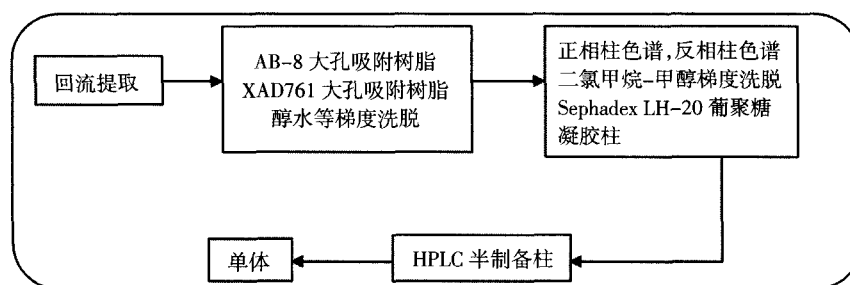 回流提取
AB-8 大孔吸附树脂
XAD761 大孔吸附树脂
醇水等梯度洗脱
正相柱色谱,反相柱色谱
二氯甲烷-甲醇梯度洗脱
Sephadex LH-20 葡聚糖
凝胶柱
HPLC 半制备柱
单体